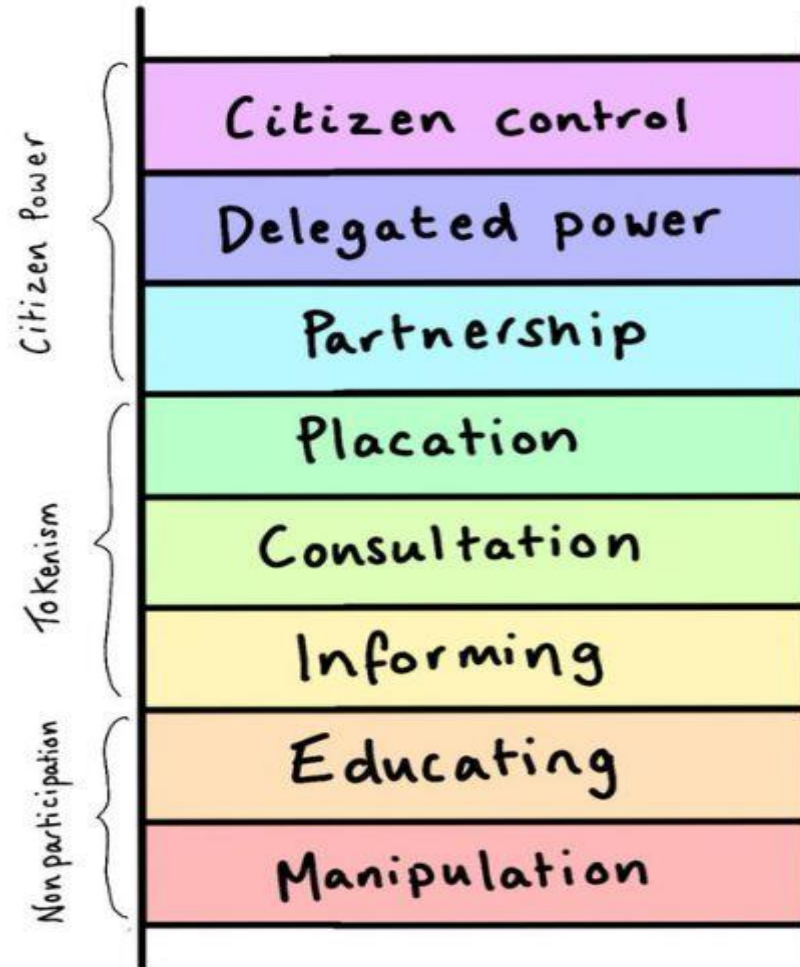 Citizen Power
Citizen control
Delegated power
Partnership
Tokenism
Placation
Consultation
Informing
Nonparticipation
Educating
Manipulation